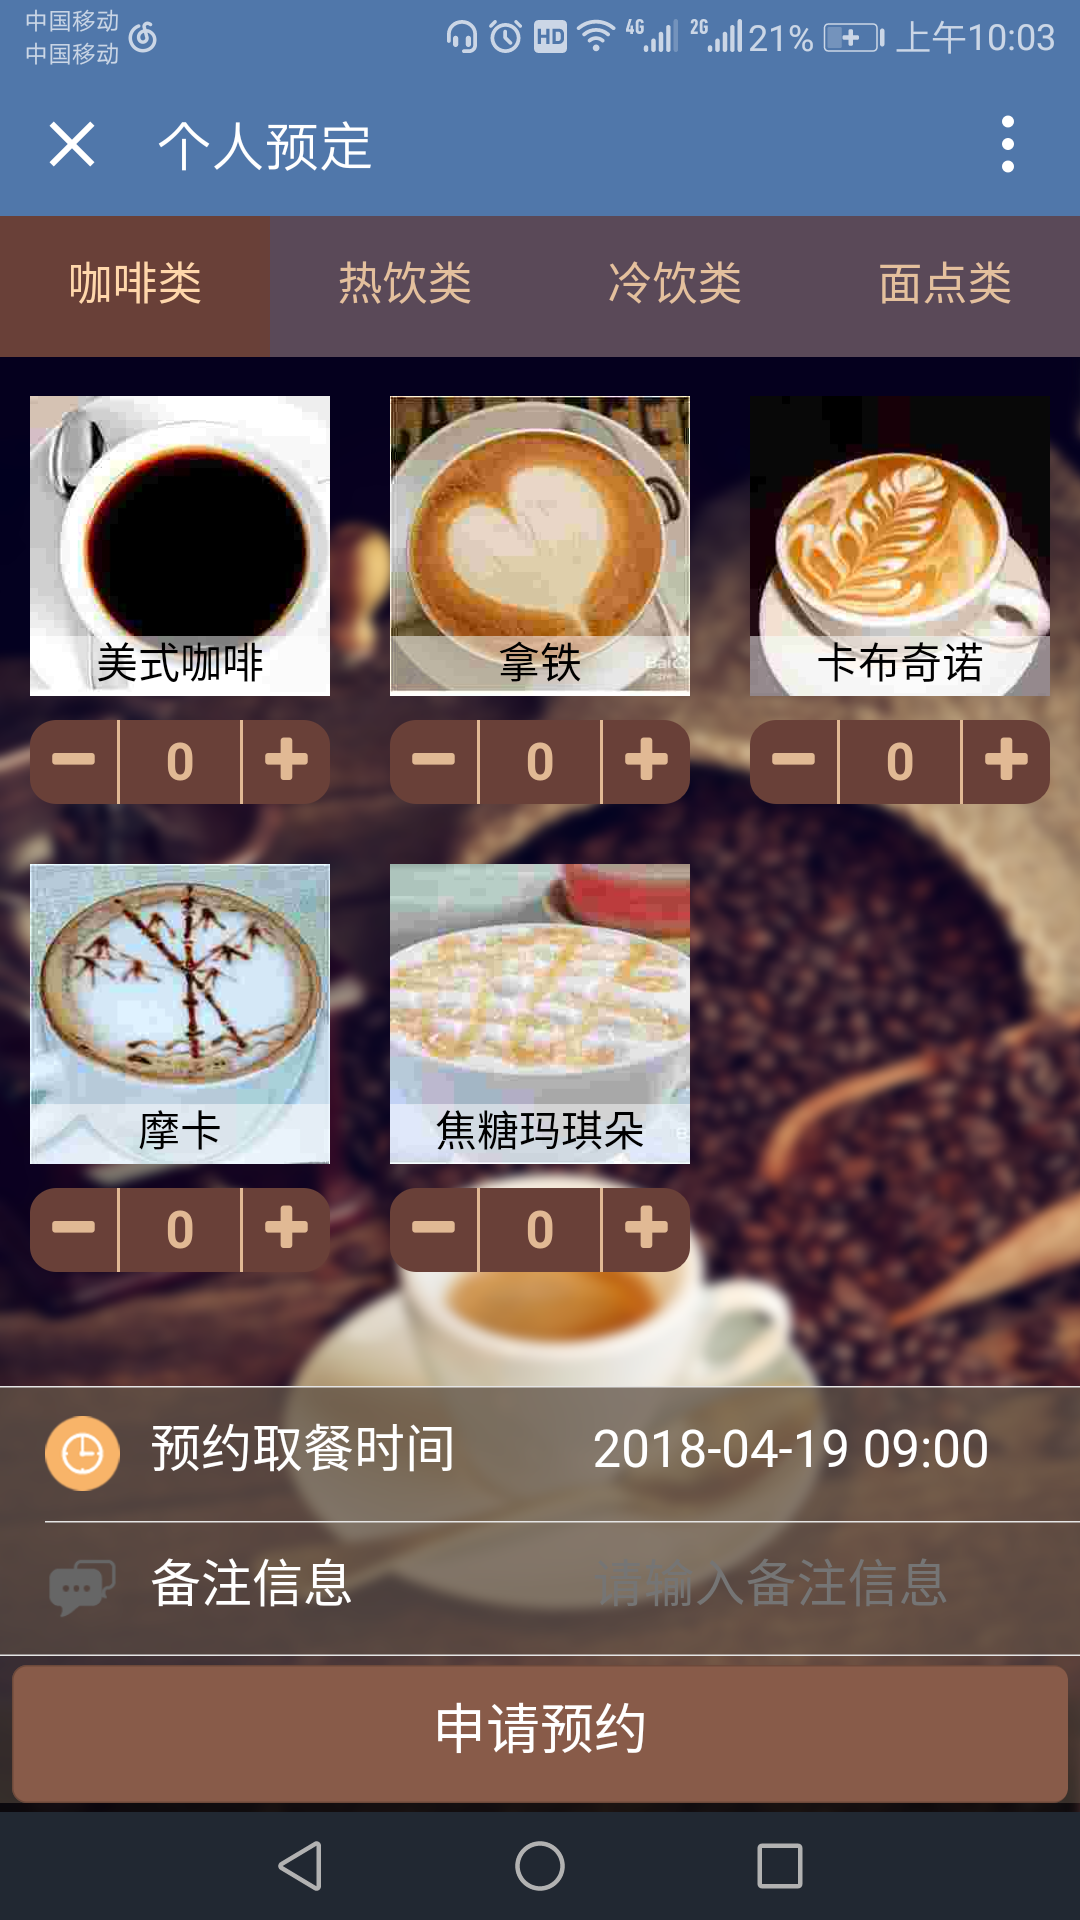 中国移动
中国移动
HD 4G 2G 21% 上午10:03
个人预定
咖啡类 热饮类 冷饮类 面点类
美式咖啡 拿铁 卡布奇诺
0 0 0
摩卡 焦糖玛琪朵
0 0
预约取餐时间 2018-04-19 09:00
备注信息 请输入备注信息
申请预约